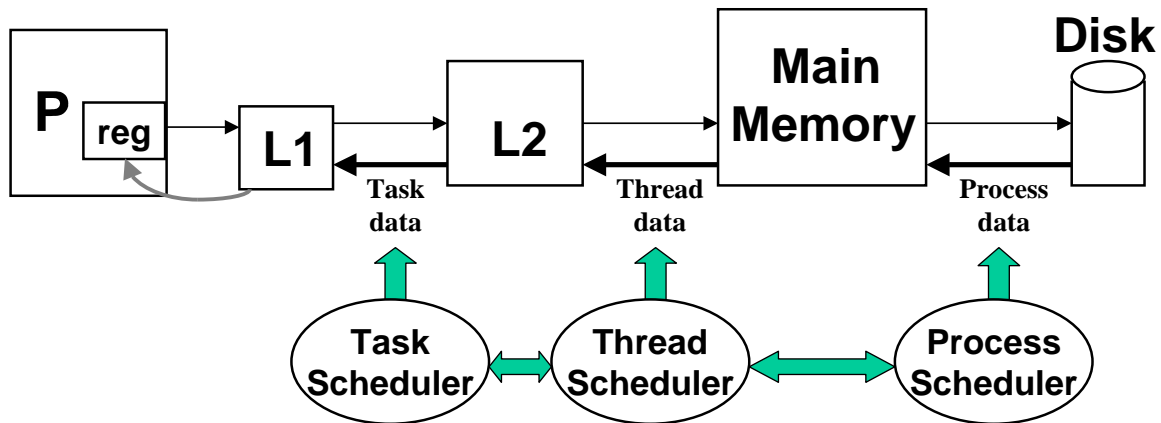 P
reg
L1
L2
Main
Memory
Disk
Task
data
Thread
data
Process
data
Task
Scheduler
Thread
Scheduler
Process
Scheduler